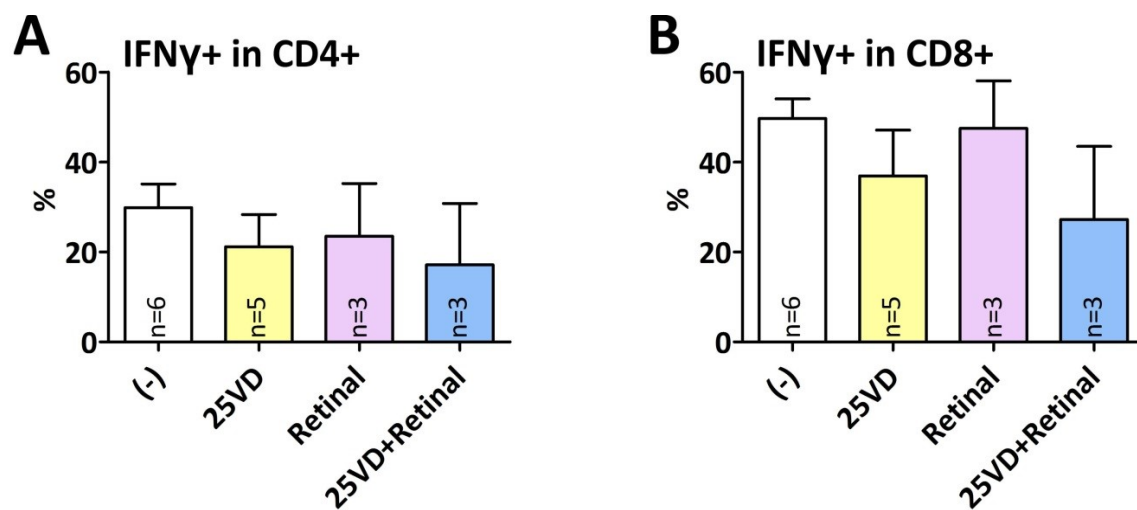 A
IFNγ+ in CD4+
60
40
20
0
%
n=6
n=5
n=3
n=3
(-)
25VD
Retinal
25VD+Retinal
B
IFNγ+ in CD8+
60
40
20
0
%
n=6
n=5
n=3
n=3
(-)
25VD
Retinal
25VD+Retinal